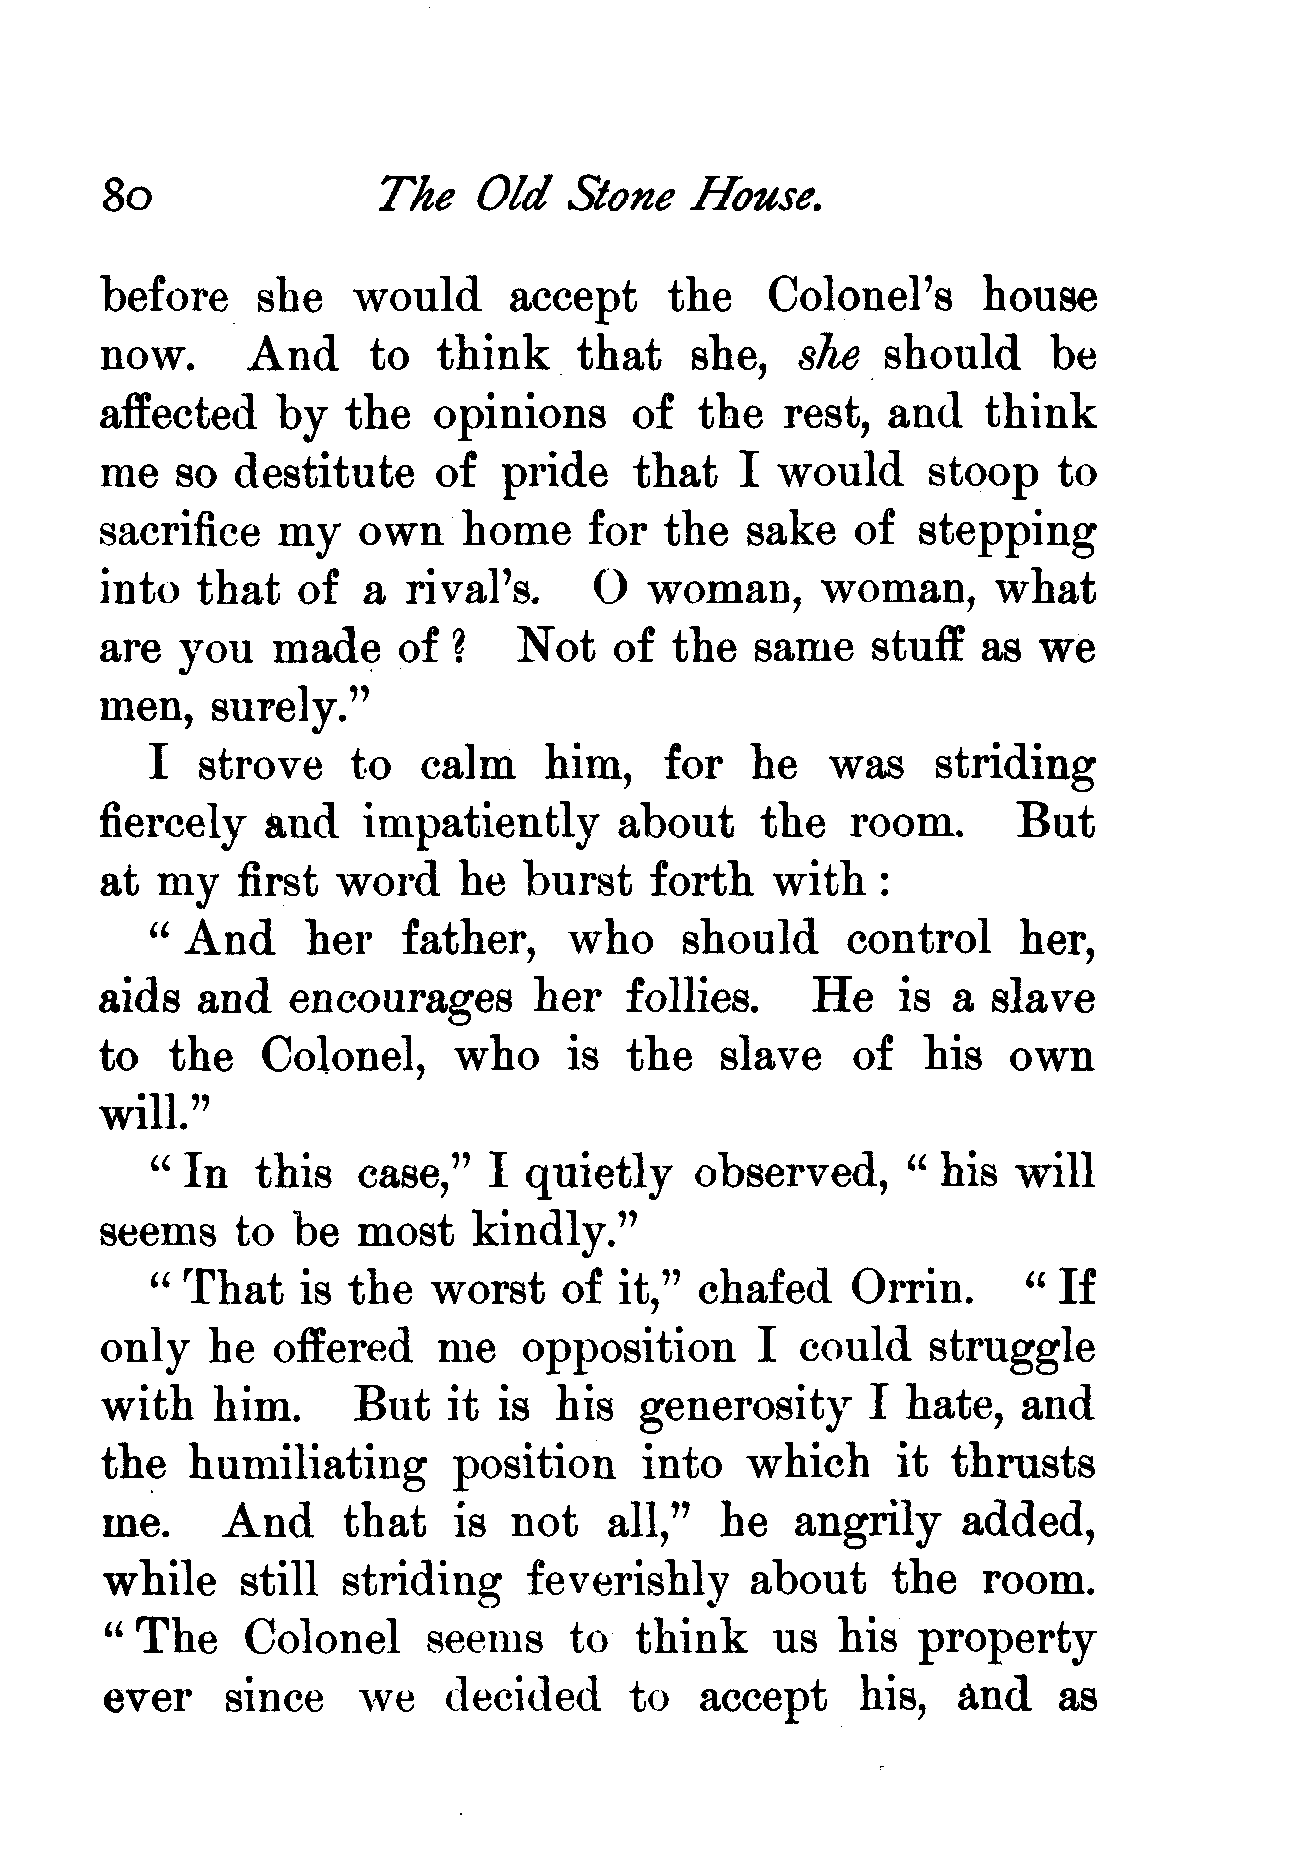 80 The Old Stone House.
before she would accept the Colonel's house
now. And to think that she, she should be
affected by the opinions of the rest, and think
me so destitute of pride that I would stoop to
sacrifice my own home for the sake of stepping
into that of a rival's. O woman, woman, what
are you made of? Not of the same stuff as we
men, surely."
I strove to calm him, for he was striding
fiercely and impatiently about the room. But
at my first word he burst forth with:
"And her father, who should control her,
aids and encourages her follies. He is a slave
to the Colonel, who is the slave of his own
will."
"In this case," I quietly observed, "his will
seems to be most kindly."
"That is the worst of it," chafed Orrin. "If
only he offered me opposition I could struggle
with him. But it is his generosity I hate, and
the humiliating position into which it thrusts
me. And that is not all," he angrily added,
while still striding feverishly about the room.
"The Colonel seems to think us his property
ever since we decided to accept his, and as